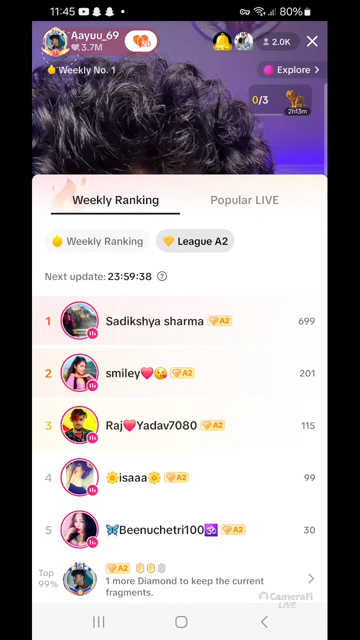 11:45
80%
Aayuu_69
3.7M
20
2.0K
Weekly No. 1
Explore
0/3
2h13m
Weekly Ranking
Popular LIVE
Weekly Ranking
League A2
Next update: 23:59:38
1 Sadikshya sharma A2 699
2 smiley❤️😘 A2 201
3 Raj❤️Yadav7080 A2 115
4 🌼isaaa🌼 A2 99
5 🦋Beenuchetri100🕉️ A2 30
Top 99%
1st
A2
1 more Diamond to keep the current
fragments.
CameraFi
LIVE